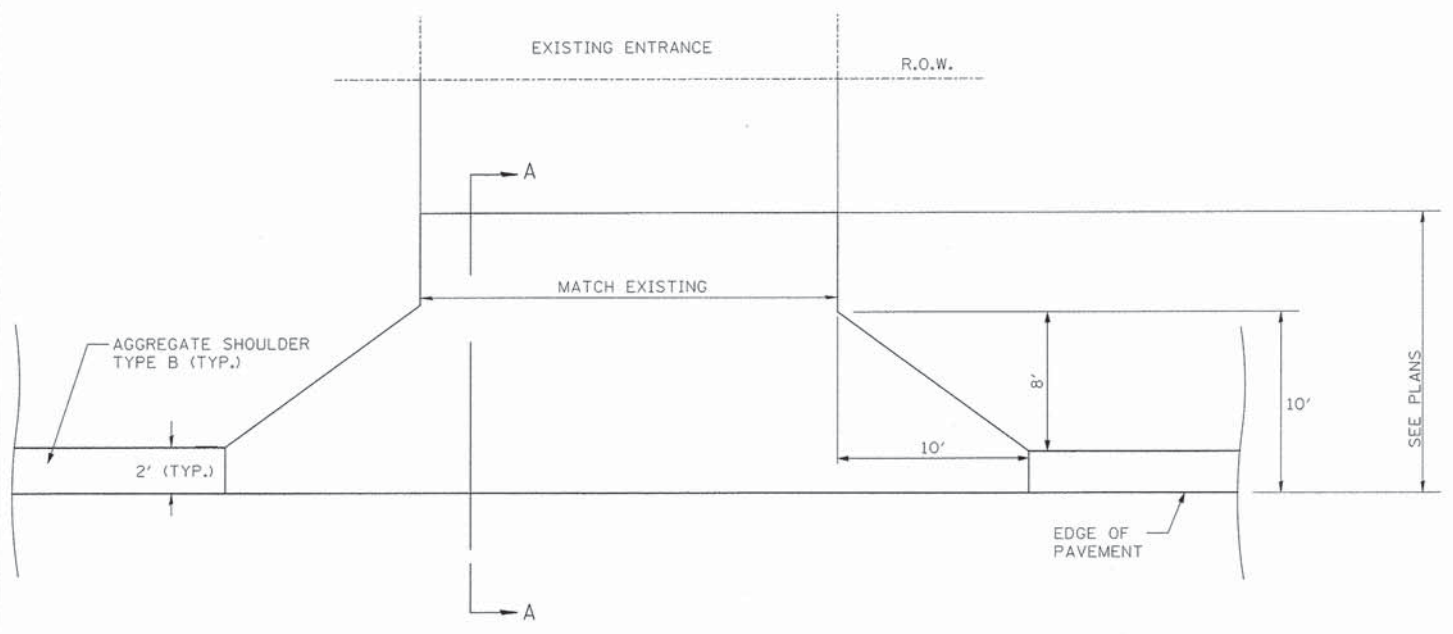 EXISTING ENTRANCE
R.O.W.
A
MATCH EXISTING
AGGREGATE SHOULDER
TYPE B (TYP.)
8'
10'
SEE PLANS
10'
2' (TYP.)
EDGE OF
PAVEMENT
A